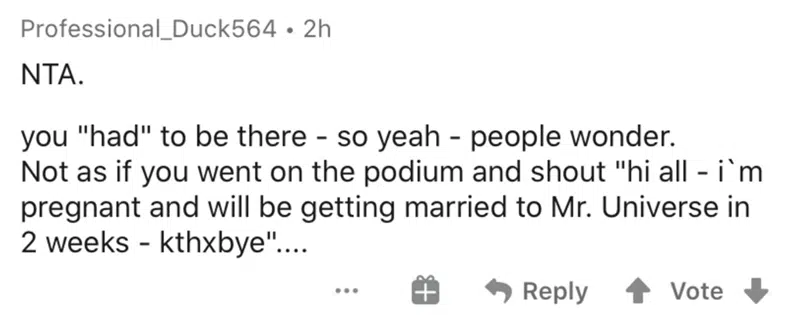 Professional_Duck564 • 2h
NTA.
you "had" to be there - so yeah - people wonder.
Not as if you went on the podium and shout "hi all - i`m
pregnant and will be getting married to Mr. Universe in
2 weeks - kthxbye"....
... Reply Vote